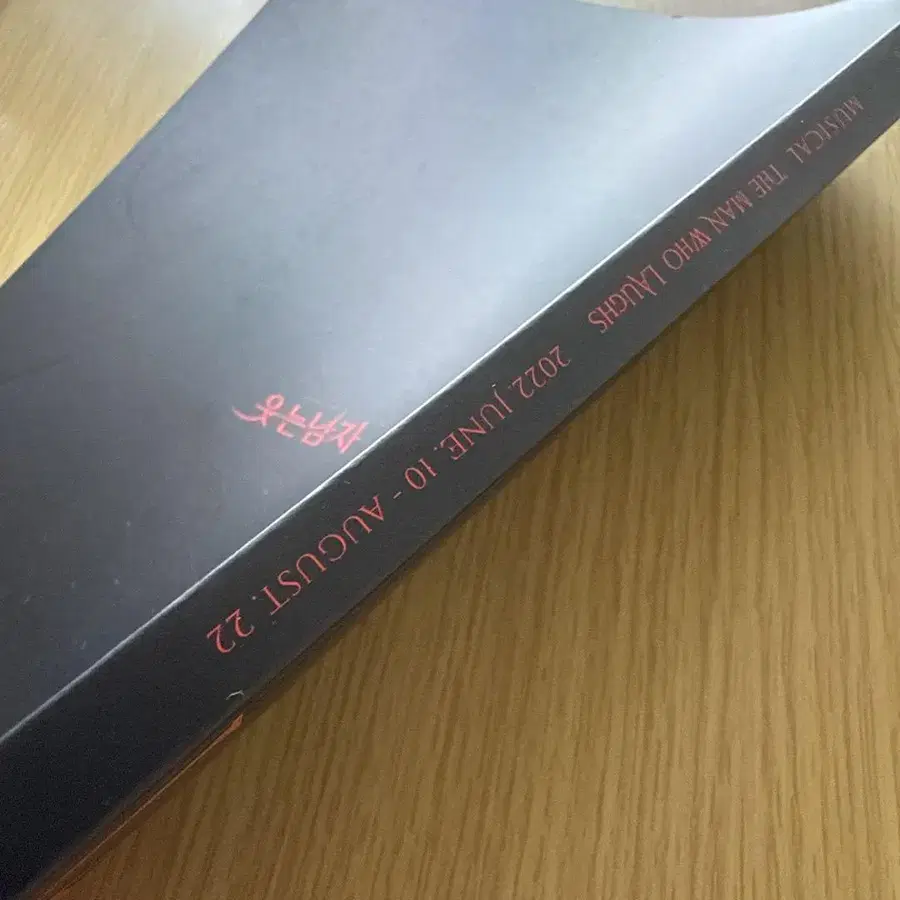 MUSICAL THE MAN WHO LAUGHS 2022. JUNE. 10 - AUGUST. 22
웃는남자